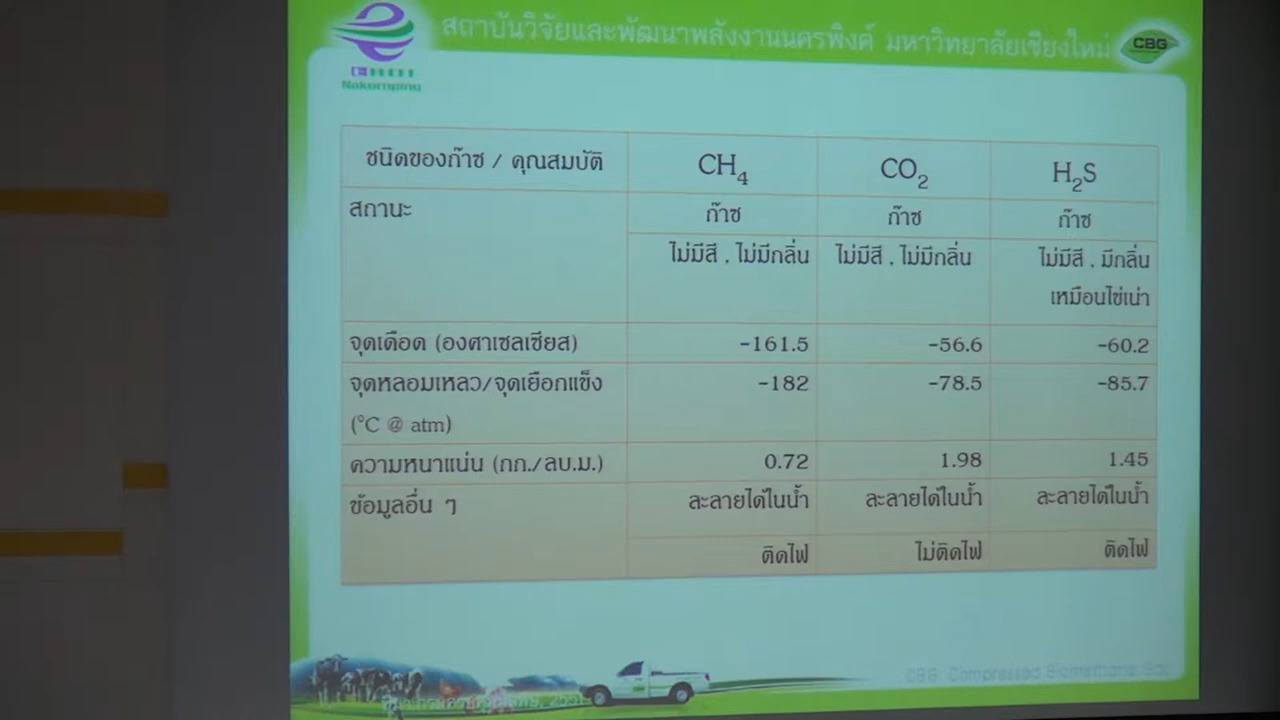 สถาบันวิจัยและพัฒนาพลังงานนครพิงค์ มหาวิทยาลัยเชียงใหม่
CBG
ERDI
Nakornping
ชนิดของก๊าซ / คุณสมบัติ CH4 CO2 H2S
สถานะ ก๊าซ ก๊าซ ก๊าซ
ไม่มีสี , ไม่มีกลิ่น ไม่มีสี , ไม่มีกลิ่น ไม่มีสี , มีกลิ่น
เหมือนไข่เน่า
จุดเดือด (องศาเซลเซียส) -161.5 -56.6 -60.2
จุดหลอมเหลว/จุดเยือกแข็ง -182 -78.5 -85.7
(°C @ atm)
ความหนาแน่น (กก./ลบ.ม.) 0.72 1.98 1.45
ข้อมูลอื่น ๆ ละลายได้ในน้ำ ละลายได้ในน้ำ ละลายได้ในน้ำ
ติดไฟ ไม่ติดไฟ ติดไฟ
CBG: Compressed Biomethane Gas